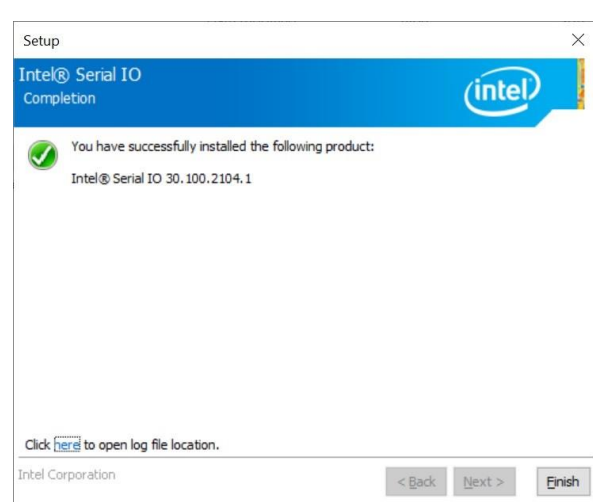 Setup
Intel® Serial IO
Completion
intel
You have successfully installed the following product:
Intel® Serial IO 30.100.2104.1
Click here to open log file location.
Intel Corporation
< Back Next > Finish